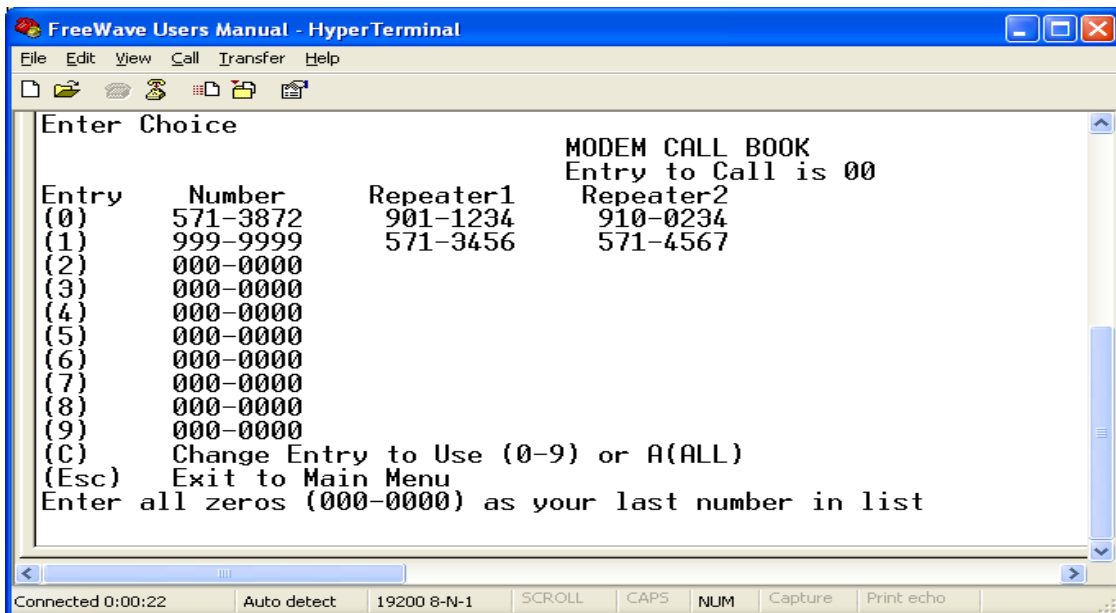 FreeWave Users Manual - HyperTerminal
File Edit View Call Transfer Help
Enter Choice
MODEM CALL BOOK
Entry to Call is 00
Entry Number Repeater1 Repeater2
(0) 571-3872 901-1234 910-0234
(1) 999-9999 571-3456 571-4567
(2) 000-0000
(3) 000-0000
(4) 000-0000
(5) 000-0000
(6) 000-0000
(7) 000-0000
(8) 000-0000
(9) 000-0000
(C) Change Entry to Use (0-9) or A(ALL)
(Esc) Exit to Main Menu
Enter all zeros (000-0000) as your last number in list
Connected 0:00:22 Auto detect 19200 8-N-1 SCROLL CAPS NUM Capture Print echo